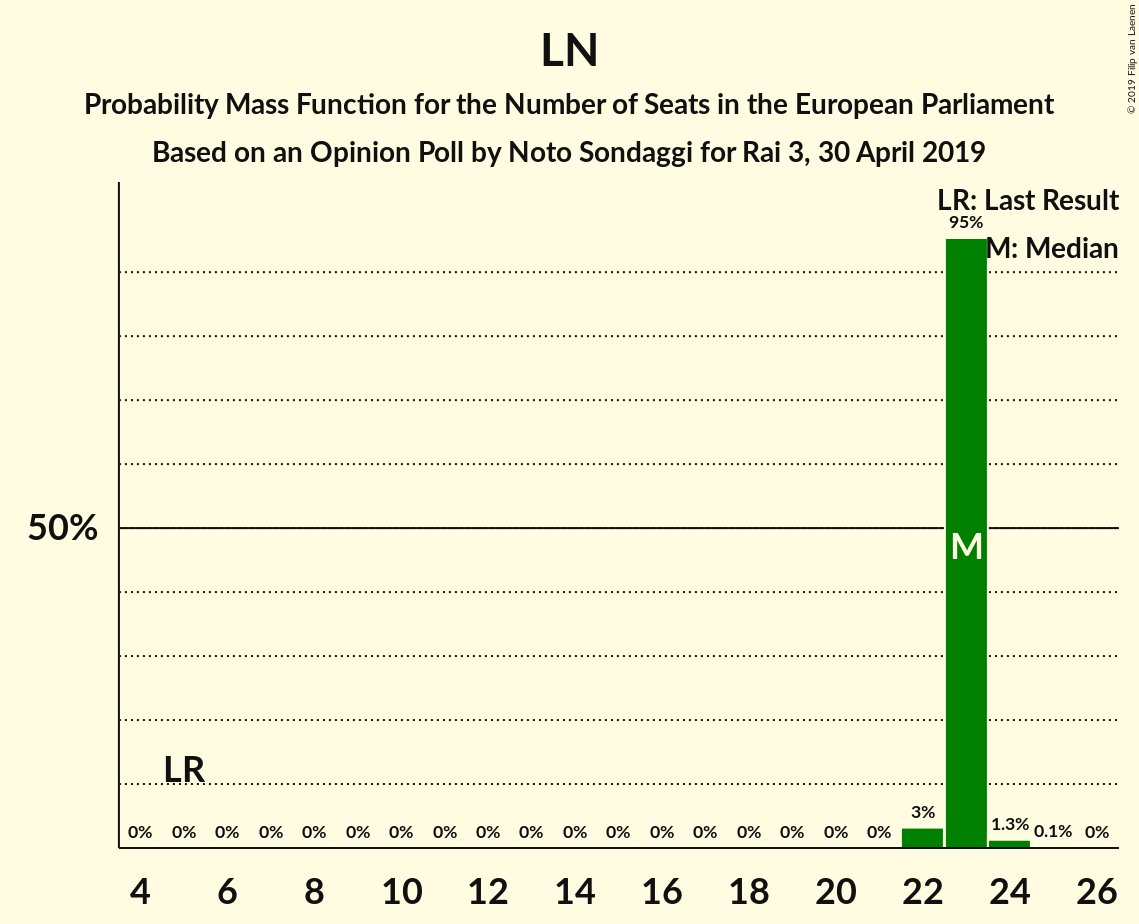 LN
Probability Mass Function for the Number of Seats in the European Parliament
Based on an Opinion Poll by Noto Sondaggi for Rai 3, 30 April 2019
© 2019 Filip van Laenen
LR: Last Result
95%
M: Median
50%
M
LR
0% 0% 0% 0% 0% 0% 0% 0% 0% 0% 0% 0% 0% 0% 0% 0% 0% 0% 3% 1.3% 0.1% 0%
4 6 8 10 12 14 16 18 20 22 24 26